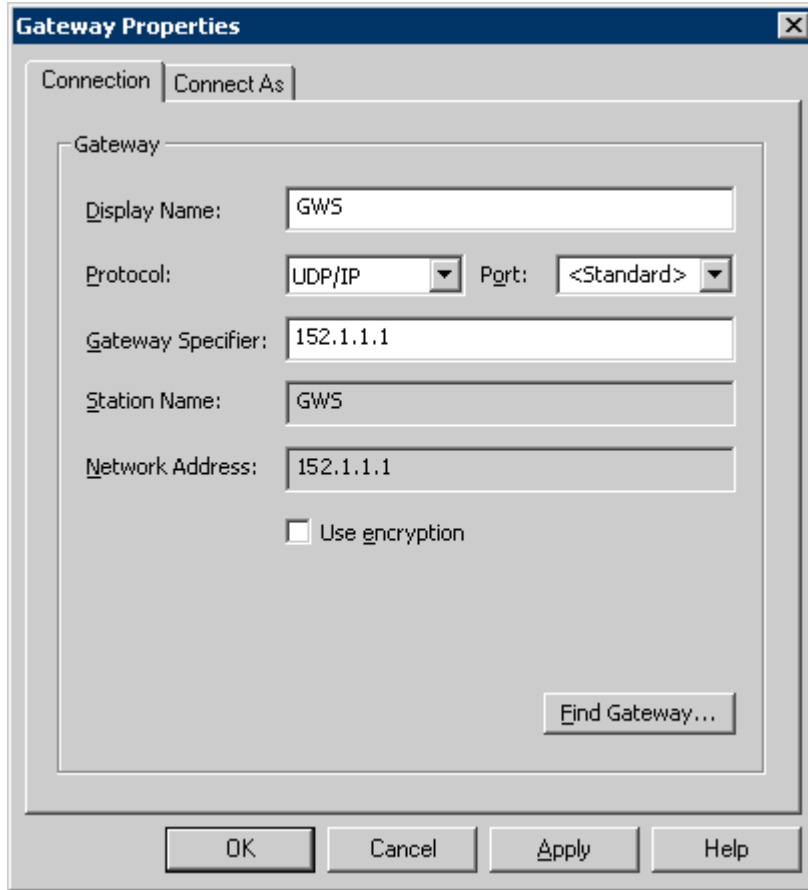 Gateway Properties
Connection
Connect As
Gateway
Display Name: GWS
Protocol: UDP/IP Port: <Standard>
Gateway Specifier: 152.1.1.1
Station Name: GWS
Network Address: 152.1.1.1
Use encryption
Find Gateway...
OK Cancel Apply Help